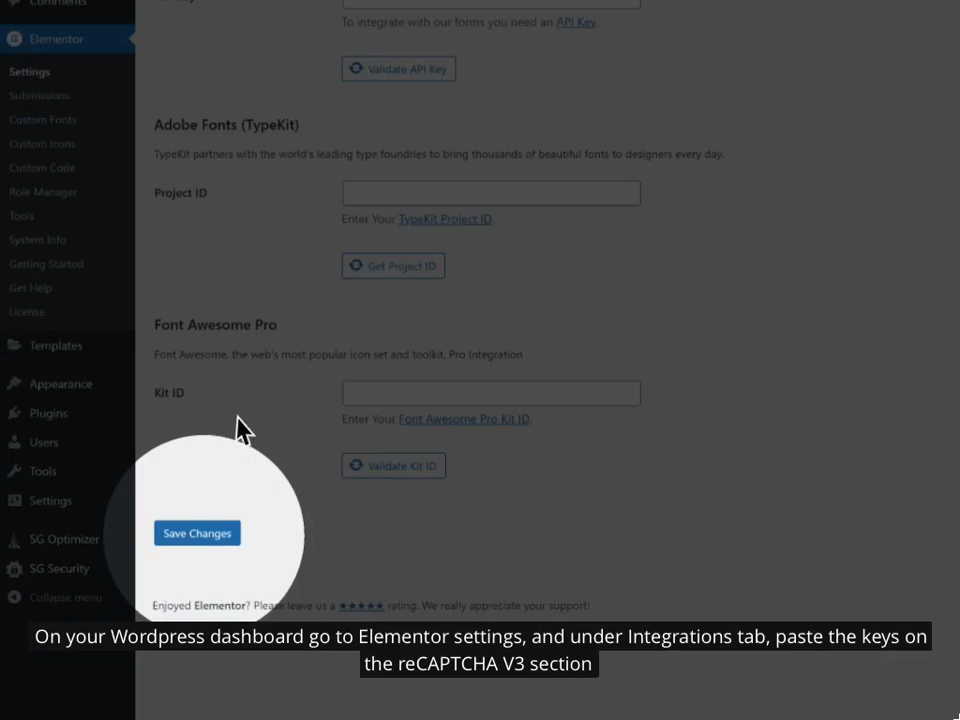 Comments
To integrate with our forms you need an API Key.
Elementor
Validate API Key
Settings
Submissions
Custom Fonts
Adobe Fonts (TypeKit)
Custom Icons
TypeKit partners with the world's leading type foundries to bring thousands of beautiful fonts to designers every day.
Custom Code
Role Manager
Project ID
Tools
Enter Your TypeKit Project ID.
System Info
Getting Started
Get Project ID
Get Help
License
Font Awesome Pro
Templates
Font Awesome, the web's most popular icon set and toolkit, Pro Integration.
Appearance
Kit ID
Plugins
Enter Your Font Awesome Pro Kit ID.
Users
Validate Kit ID
Tools
Settings
Save Changes
SG Optimizer
SG Security
Collapse menu
Enjoyed Elementor? Please leave us a ★★★★★ rating. We really appreciate your support!
On your Wordpress dashboard go to Elementor settings, and under Integrations tab, paste the keys on
the reCAPTCHA V3 section